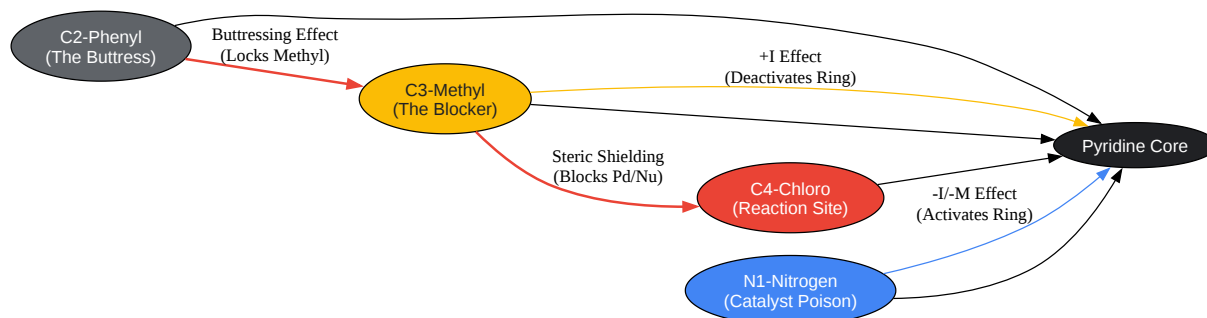 C2-Phenyl
(The Buttress)
Buttressing Effect
(Locks Methyl)
C3-Methyl
(The Blocker)
+I Effect
(Deactivates Ring)
Steric Shielding
(Blocks Pd/Nu)
C4-Chloro
(Reaction Site)
Pyridine Core
-I/-M Effect
(Activates Ring)
N1-Nitrogen
(Catalyst Poison)